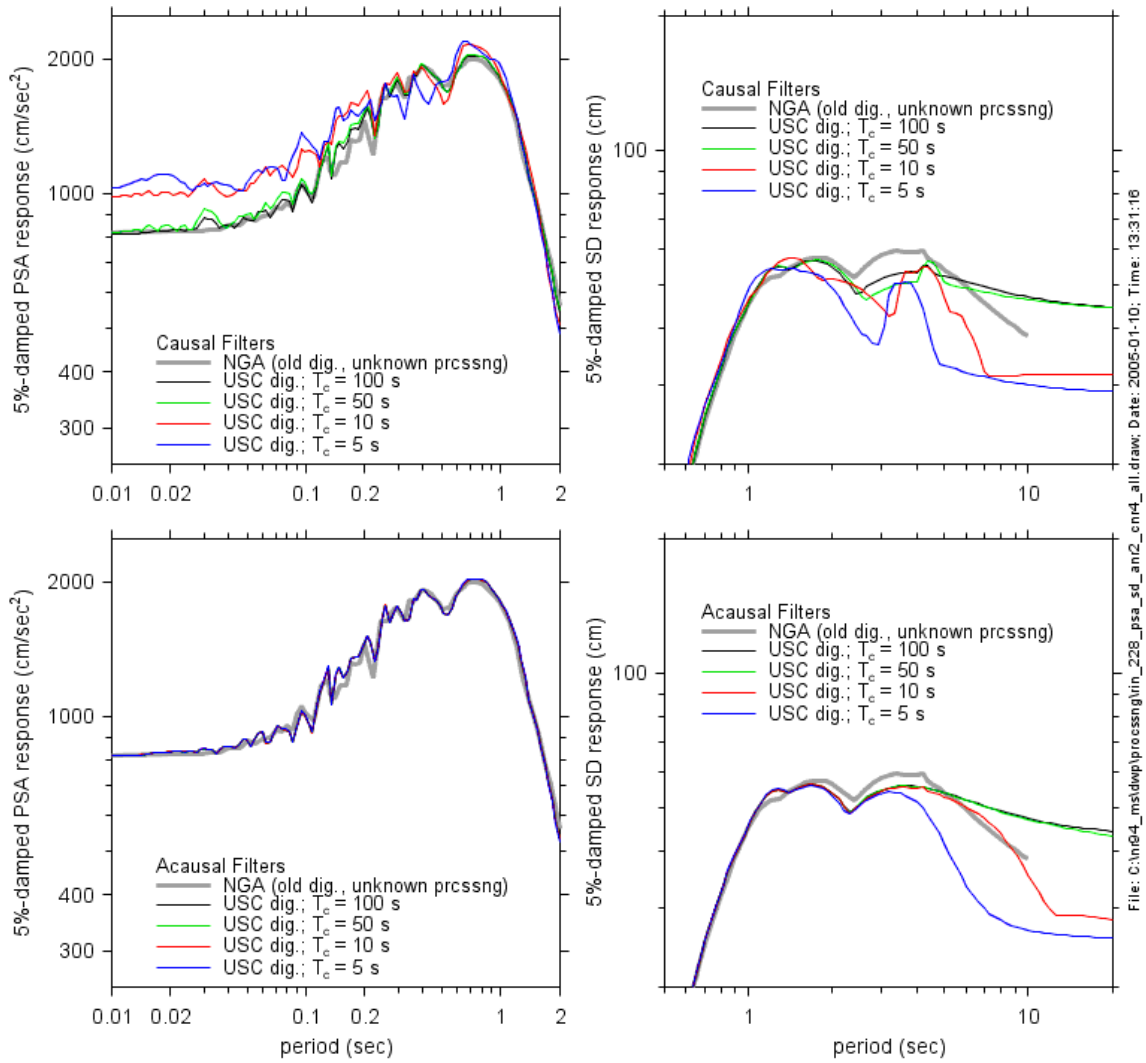 5%-damped PSA response (cm/sec2)
2000
1000
400
300
Causal Filters
NGA (old dig., unknown prcssng)
USC dig.; Tc = 100 s
USC dig.; Tc = 50 s
USC dig.; Tc = 10 s
USC dig.; Tc = 5 s
0.01
0.02
0.1
0.2
1
2
5%-damped SD response (cm)
100
Causal Filters
NGA (old dig., unknown prcssng)
USC dig.; Tc = 100 s
USC dig.; Tc = 50 s
USC dig.; Tc = 10 s
USC dig.; Tc = 5 s
1
10
5%-damped PSA response (cm/sec2)
2000
1000
400
300
Acausal Filters
NGA (old dig., unknown prcssng)
USC dig.; Tc = 100 s
USC dig.; Tc = 50 s
USC dig.; Tc = 10 s
USC dig.; Tc = 5 s
0.01
0.02
0.1
0.2
1
2
period (sec)
5%-damped SD response (cm)
100
Acausal Filters
NGA (old dig., unknown prcssng)
USC dig.; Tc = 100 s
USC dig.; Tc = 50 s
USC dig.; Tc = 10 s
USC dig.; Tc = 5 s
1
10
period (sec)
Date: 2005-01-10; Time: 13:31:16